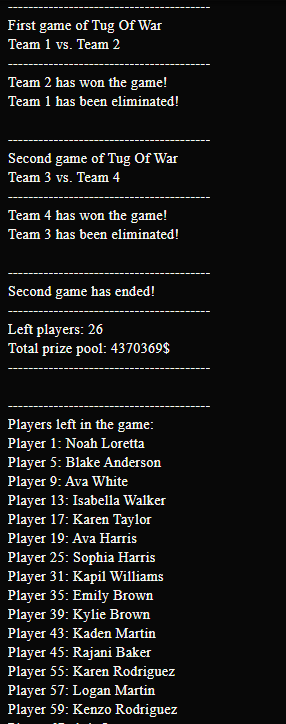 ----------------------------------------
First game of Tug Of War
Team 1 vs. Team 2
----------------------------------------
Team 2 has won the game!
Team 1 has been eliminated!
----------------------------------------
Second game of Tug Of War
Team 3 vs. Team 4
----------------------------------------
Team 4 has won the game!
Team 3 has been eliminated!
----------------------------------------
Second game has ended!
----------------------------------------
Left players: 26
Total prize pool: 4370369$
----------------------------------------
----------------------------------------
Players left in the game:
Player 1: Noah Loretta
Player 5: Blake Anderson
Player 9: Ava White
Player 13: Isabella Walker
Player 17: Karen Taylor
Player 19: Ava Harris
Player 25: Sophia Harris
Player 31: Kapil Williams
Player 35: Emily Brown
Player 39: Kylie Brown
Player 43: Kaden Martin
Player 45: Rajani Baker
Player 55: Karen Rodriguez
Player 57: Logan Martin
Player 59: Kenzo Rodriguez